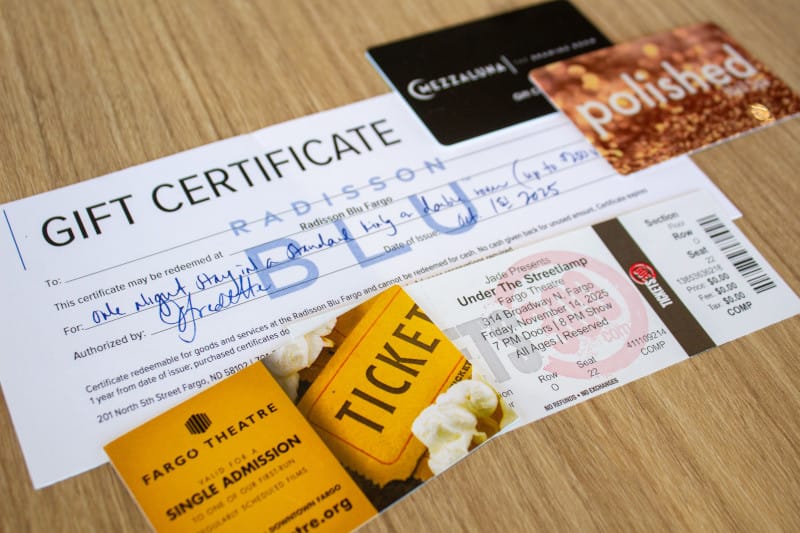 MEZZALUNA
polished
GIFT CERTIFICATE
RADISSON
BLU
To:
This certificate may be redeemed at Radisson Blu Fargo
For: One night stay in a standard King or double room (up to $200
Date of Issue: Oct. 1st 2025
Authorized by:
Certificate redeemable for goods and services at the Radisson Blu Fargo and cannot be redeemed for cash. No cash given back for unused amount. Certificate expires
1 year from date of issue; purchased certificates do
201 North 5th Street Fargo, ND 58102 | 701
FARGO THEATRE
VALID FOR A
SINGLE ADMISSION
TO ONE OF OUR FIRST-RUN
REGULARLY SCHEDULED FILMS
DOWNTOWN FARGO
tre.org
TICKET
TICKET
Jade Presents
Under The Streetlamp
Fargo Theatre
314 Broadway N. Fargo
Friday, November 14, 2025
7 PM Doors | 8 PM Show
All Ages | Reserved
Row
O
Seat
22
NO REFUNDS • NO EXCHANGES
411109214
COMP
TICKETS
Section
Floor
Row
O
Seat
22
Price $0.00
Fee $0.00
Tax $0.00
COMP